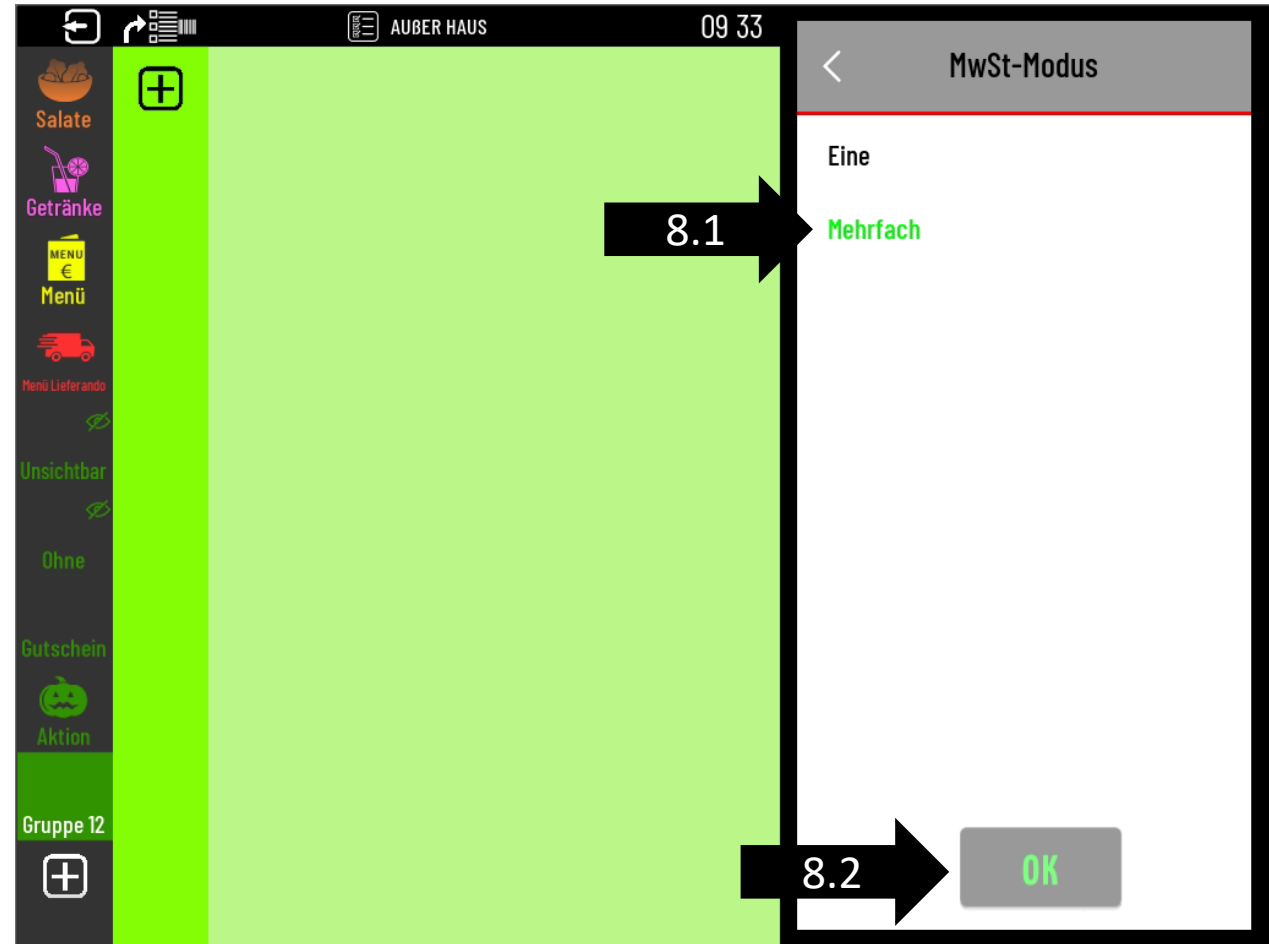 AUßER HAUS
09 33
MwSt-Modus
Salate
Eine
Getränke
8.1
Mehrfach
MENU
€
Menü
Menü Lieferando
Unsichtbar
Ohne
Gutschein
Aktion
Gruppe 12
8.2
OK